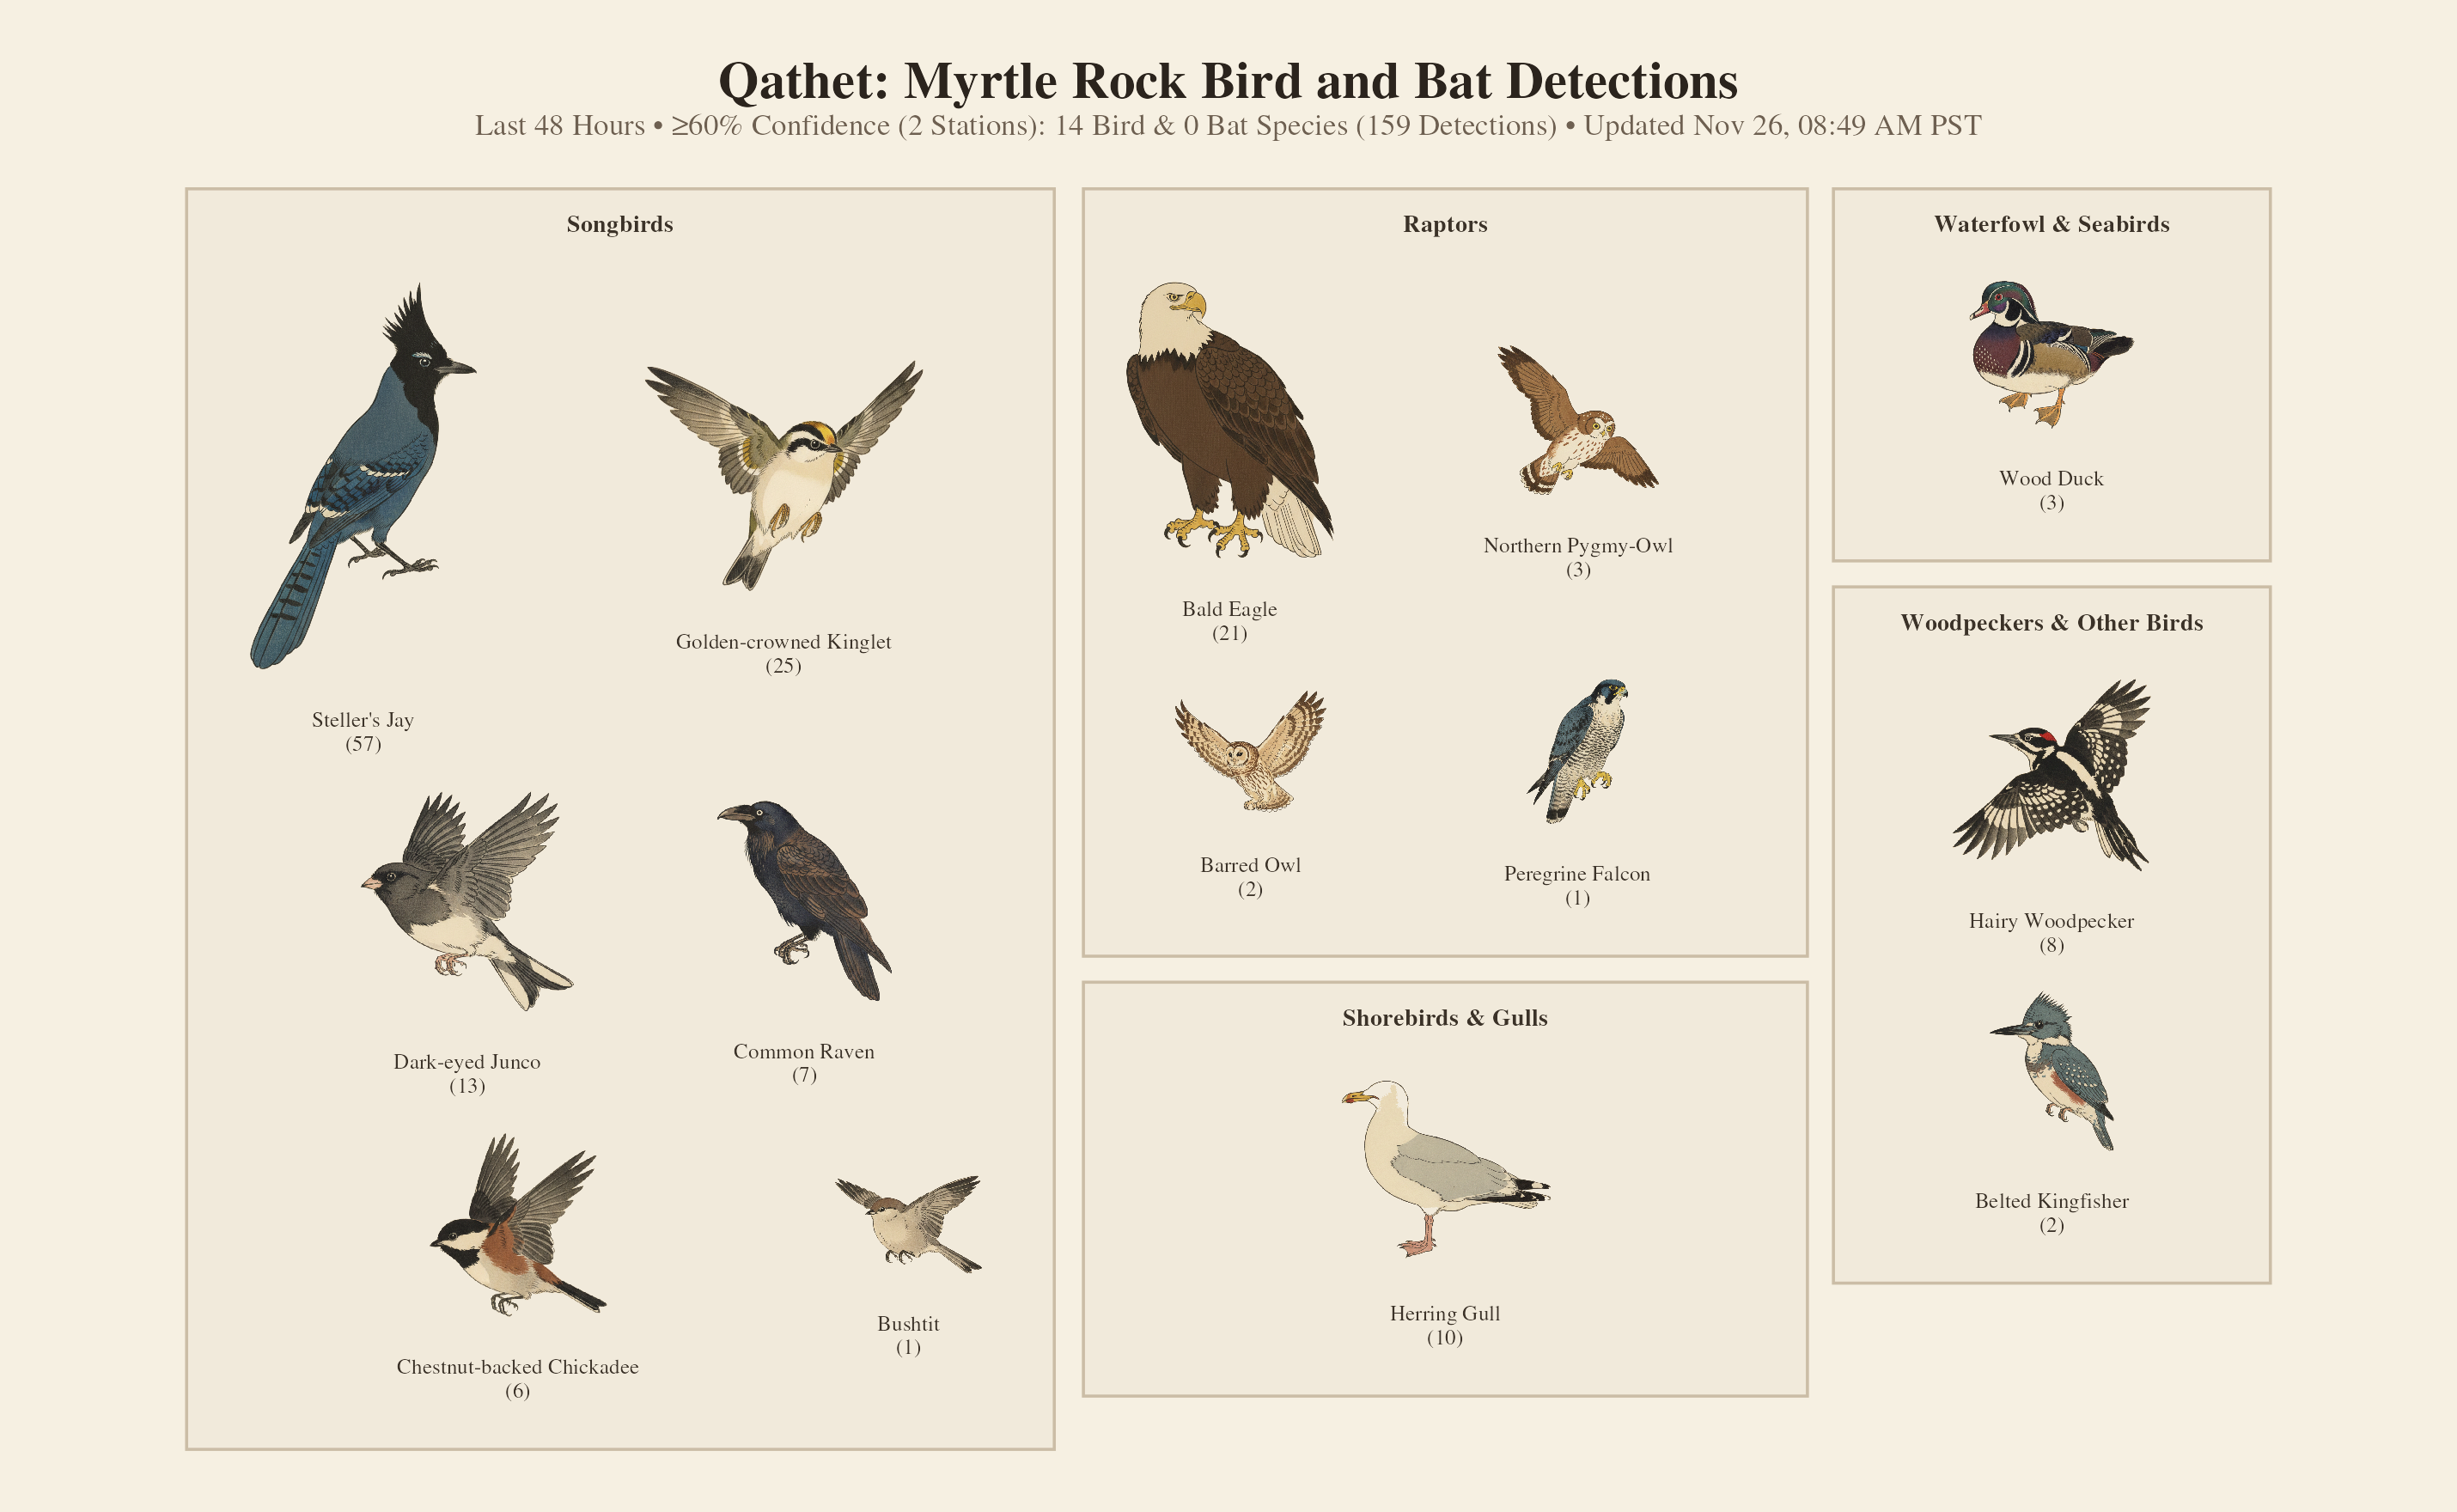 Qathet: Myrtle Rock Bird and Bat Detections
Last 48 Hours • ≥60% Confidence (2 Stations): 14 Bird & 0 Bat Species (159 Detections) • Updated Nov 26, 08:49 AM PST
Songbirds
Steller's Jay
(57)
Golden-crowned Kinglet
(25)
Dark-eyed Junco
(13)
Common Raven
(7)
Chestnut-backed Chickadee
(6)
Bushtit
(1)
Raptors
Bald Eagle
(21)
Northern Pygmy-Owl
(3)
Barred Owl
(2)
Peregrine Falcon
(1)
Shorebirds & Gulls
Herring Gull
(10)
Waterfowl & Seabirds
Wood Duck
(3)
Woodpeckers & Other Birds
Hairy Woodpecker
(8)
Belted Kingfisher
(2)